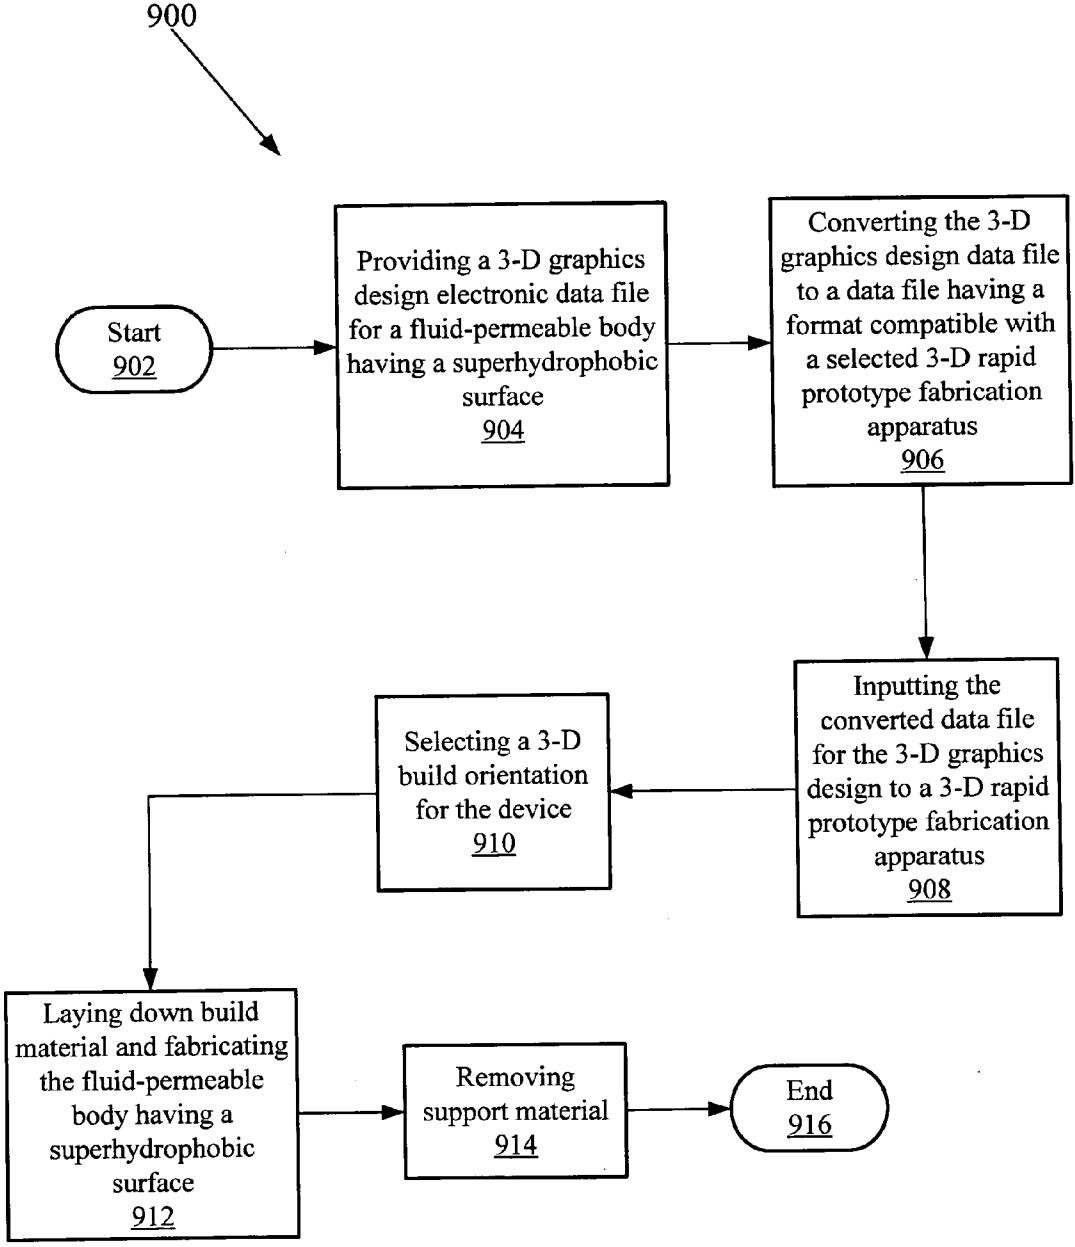 900
Start
902
Providing a 3-D graphics
design electronic data file
for a fluid-permeable body
having a superhydrophobic
surface
904
Converting the 3-D
graphics design data file
to a data file having a
format compatible with
a selected 3-D rapid
prototype fabrication
apparatus
906
Inputting the
converted data file
for the 3-D graphics
design to a 3-D rapid
prototype fabrication
apparatus
908
Selecting a 3-D
build orientation
for the device
910
Laying down build
material and fabricating
the fluid-permeable
body having a
superhydrophobic
surface
912
Removing
support material
914
End
916